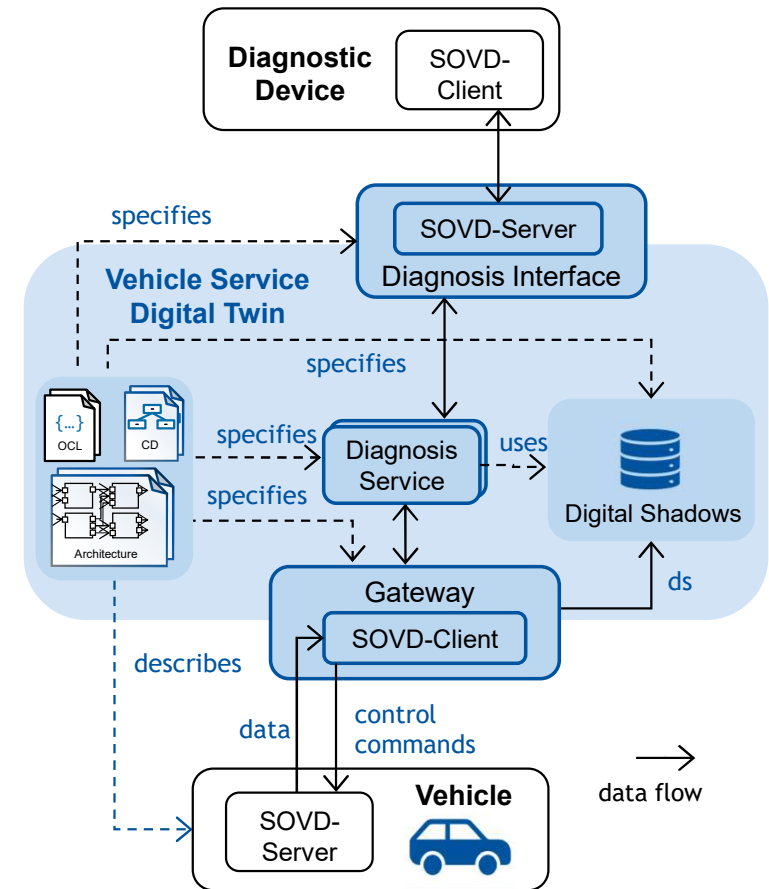 Diagnostic
Device
SOVD-
Client
specifies
SOVD-Server
Diagnosis Interface
Vehicle Service
Digital Twin
specifies
{...}
OCL
CD
specifies
Diagnosis
Service
uses
Digital Shadows
specifies
Architecture
Gateway
SOVD-Client
ds
describes
data
control
commands
data flow
Vehicle
SOVD-
Server